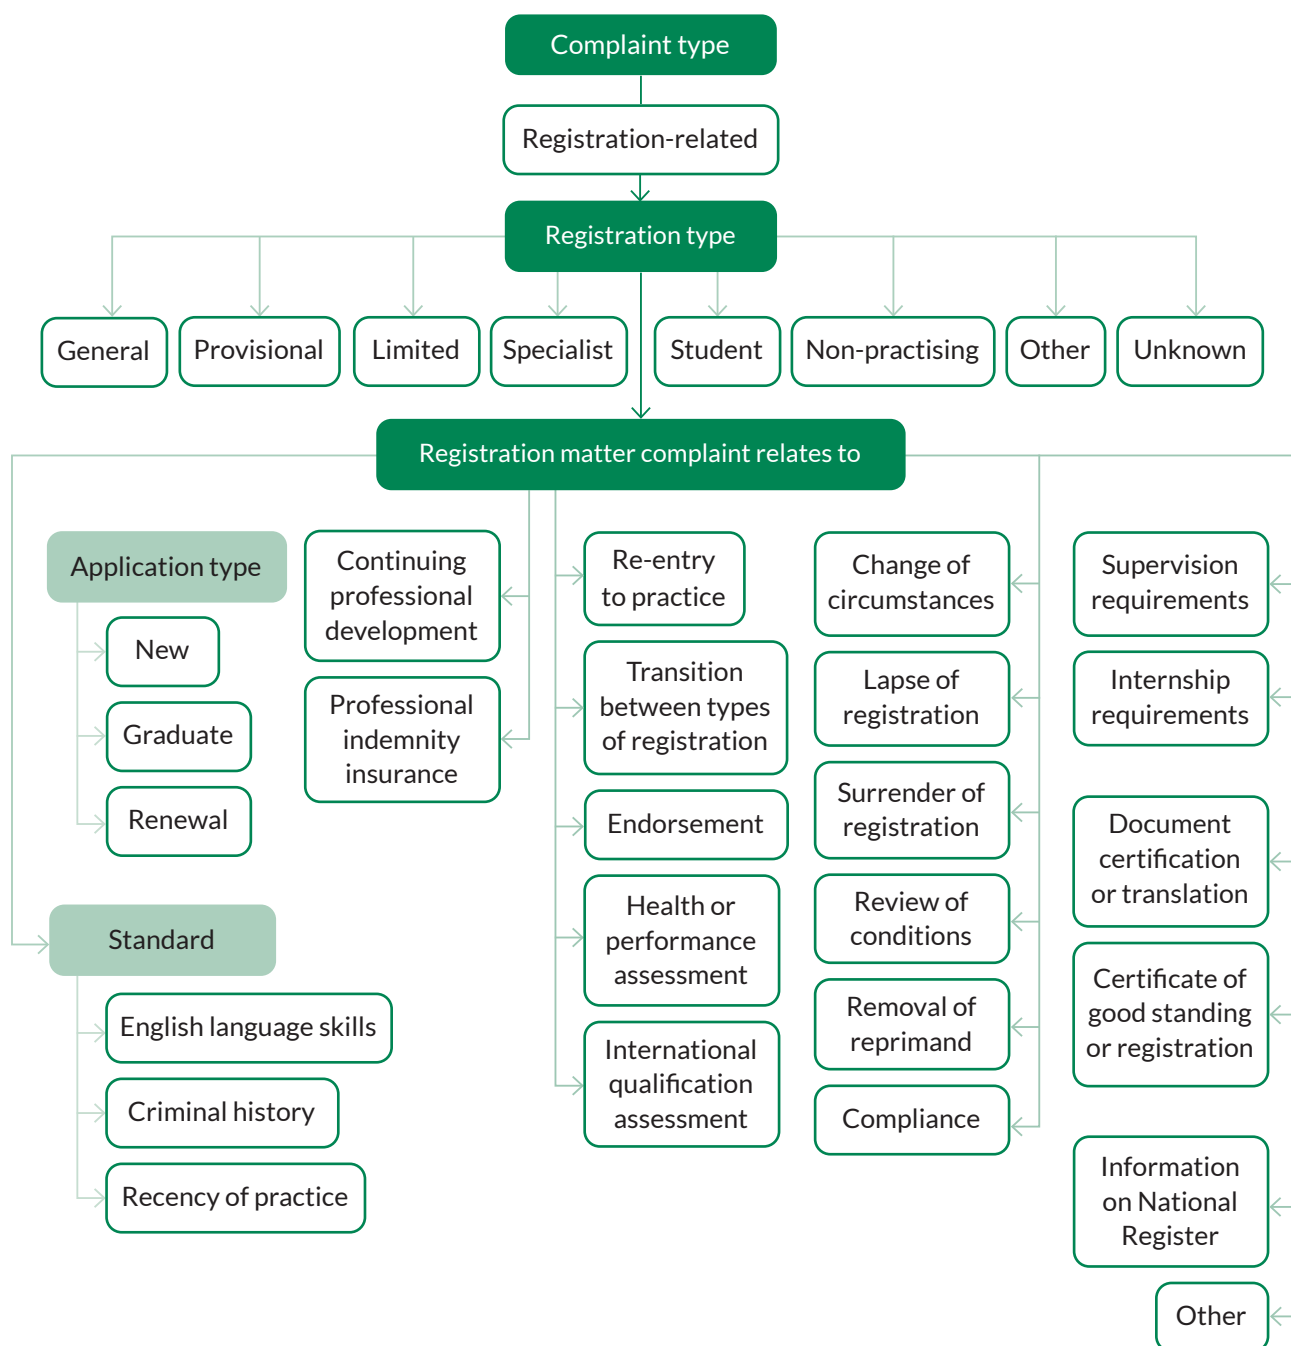 Complaint type
Registration-related
Registration type
General
Provisional
Limited
Specialist
Student
Non-practising
Other
Unknown
Registration matter complaint relates to
Application type
New
Graduate
Renewal
Standard
English language skills
Criminal history
Recency of practice
Continuing
professional
development
Professional
indemnity
insurance
Re-entry
to practice
Transition
between types
of registration
Endorsement
Health or
performance
assessment
International
qualification
assessment
Change of
circumstances
Lapse of
registration
Surrender of
registration
Review of
conditions
Removal of
reprimand
Compliance
Supervision
requirements
Internship
requirements
Document
certification
or translation
Certificate of
good standing
or registration
Information
on National
Register
Other